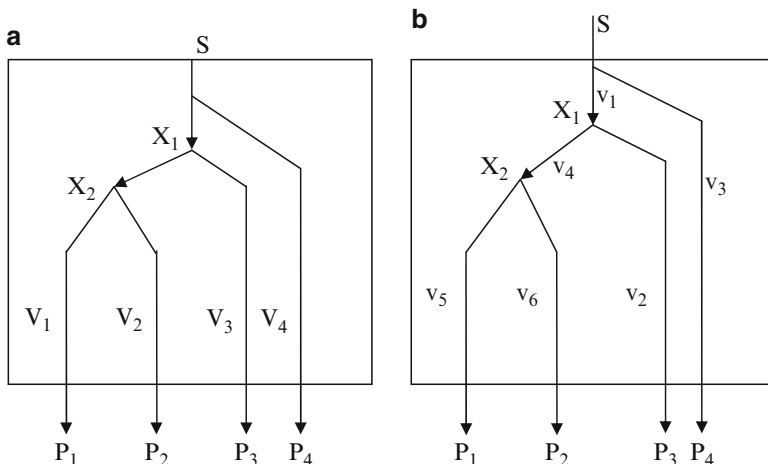 a
S
X₁
X₂
V₁ V₂ V₃ V₄
P₁ P₂ P₃ P₄
b
S
v₁
X₁
X₂ v₄
v₃
v₅ v₆ v₂
P₁ P₂ P₃ P₄